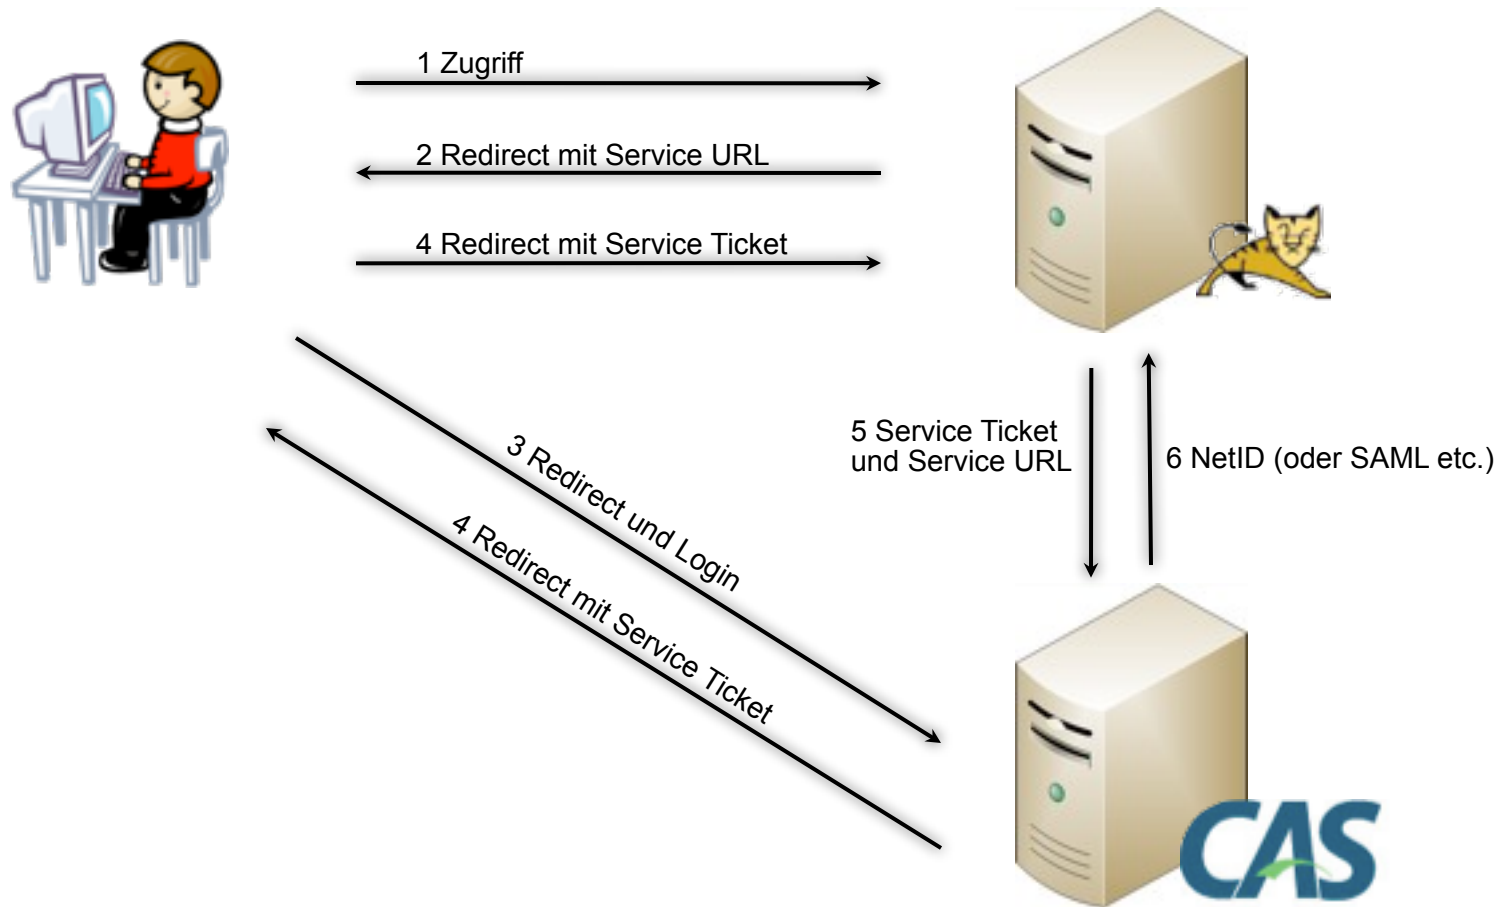 1 Zugriff
2 Redirect mit Service URL
4 Redirect mit Service Ticket
3 Redirect und Login
4 Redirect mit Service Ticket
5 Service Ticket
und Service URL
6 NetID (oder SAML etc.)
CAS